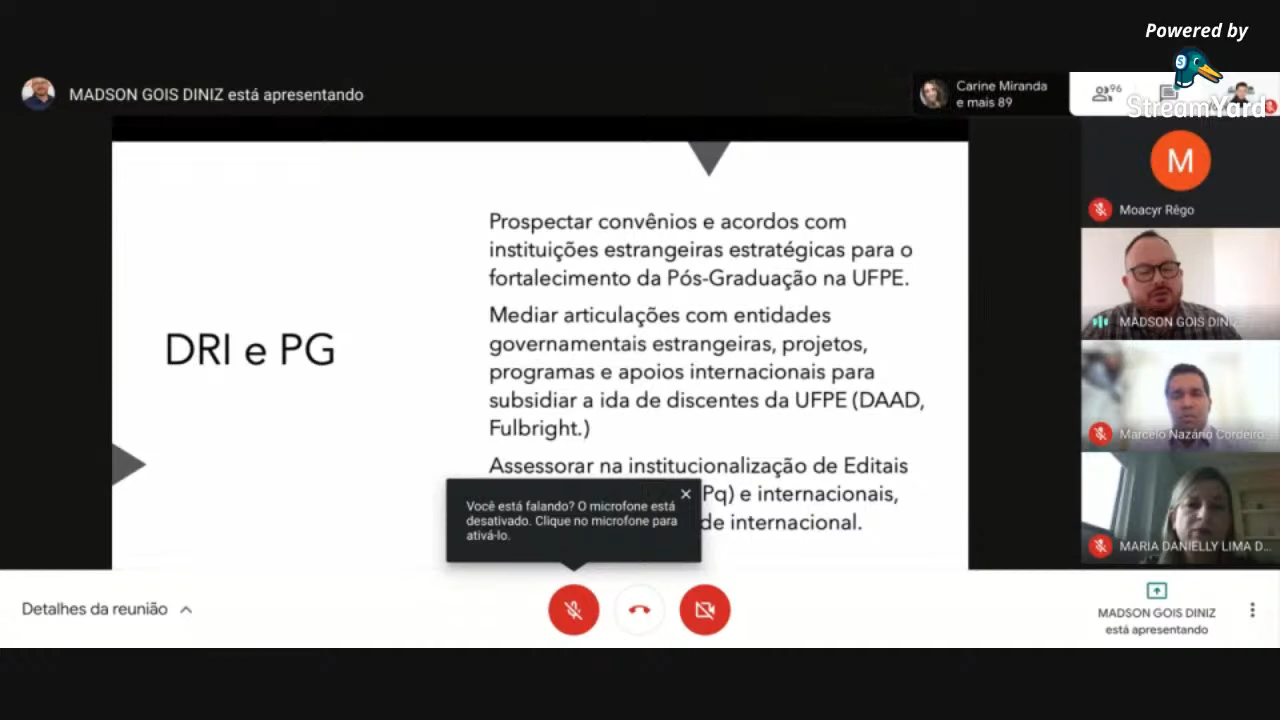 Powered by
StreamYard
MADSON GOIS DINIZ está apresentando
Carine Miranda
e mais 89
96
M
Moacyr Rêgo
MADSON GOIS DINIZ
Marcelo Nazário Cordeiro...
MARIA DANIELLY LIMA D...
DRI e PG
Prospectar convênios e acordos com
instituições estrangeiras estratégicas para o
fortalecimento da Pós-Graduação na UFPE.
Mediar articulações com entidades
governamentais estrangeiras, projetos,
programas e apoios internacionais para
subsidiar a ida de discentes da UFPE (DAAD,
Fulbright.)
Assessorar na institucionalização de Editais
Pq) e internacionais,
de internacional.
Você está falando? O microfone está
desativado. Clique no microfone para
ativá-lo.
Detalhes da reunião
MADSON GOIS DINIZ
está apresentando